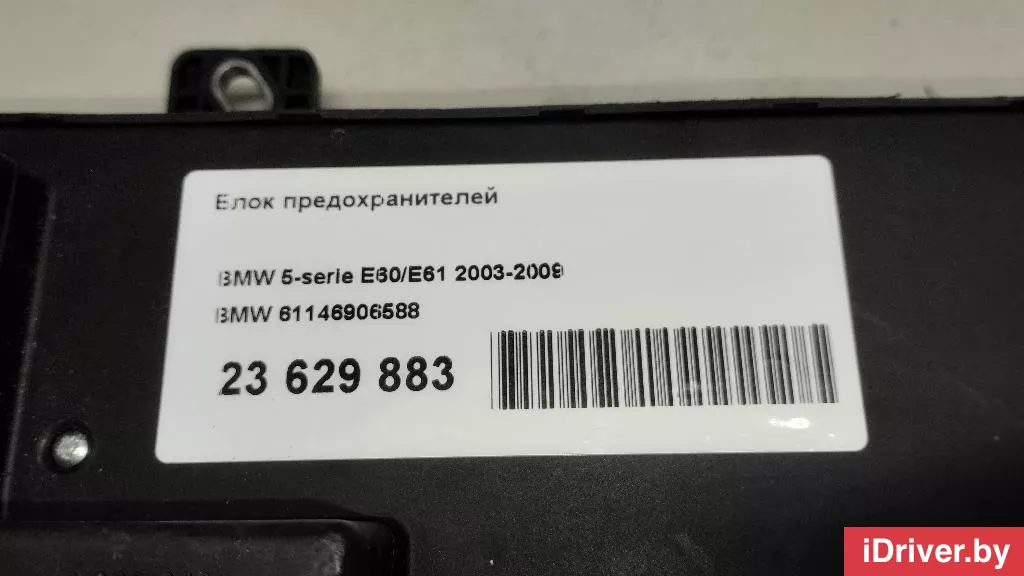 Блок предохранителей
BMW 5-serie E60/E61 2003-2009
BMW 61146906588
23 629 883
iDriver.by